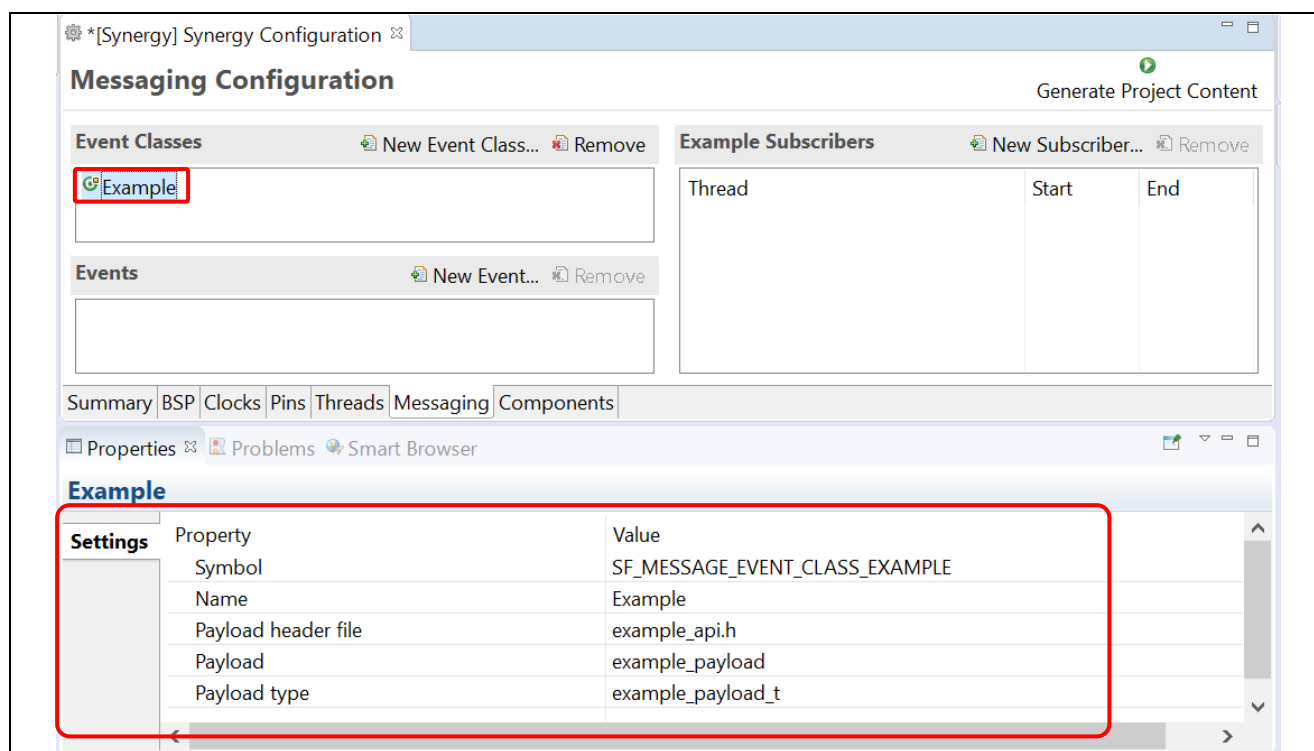 *[Synergy] Synergy Configuration
Messaging Configuration
Generate Project Content
Event Classes New Event Class... Remove
Example
Events New Event... Remove
Example Subscribers New Subscriber... Remove
Thread Start End
Summary BSP Clocks Pins Threads Messaging Components
Properties Problems Smart Browser
Example
Settings
Property Value
Symbol SF_MESSAGE_EVENT_CLASS_EXAMPLE
Name Example
Payload header file example_api.h
Payload example_payload
Payload type example_payload_t